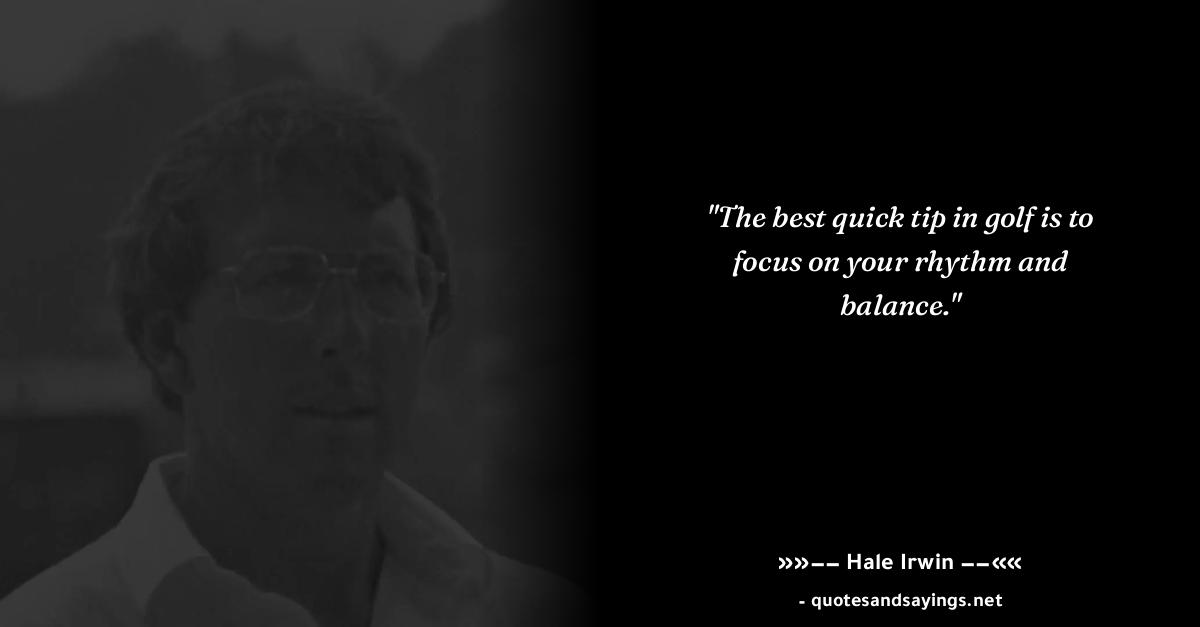 "The best quick tip in golf is to
focus on your rhythm and
balance."
»»−− Hale Irwin −−««
- quotesandsayings.net